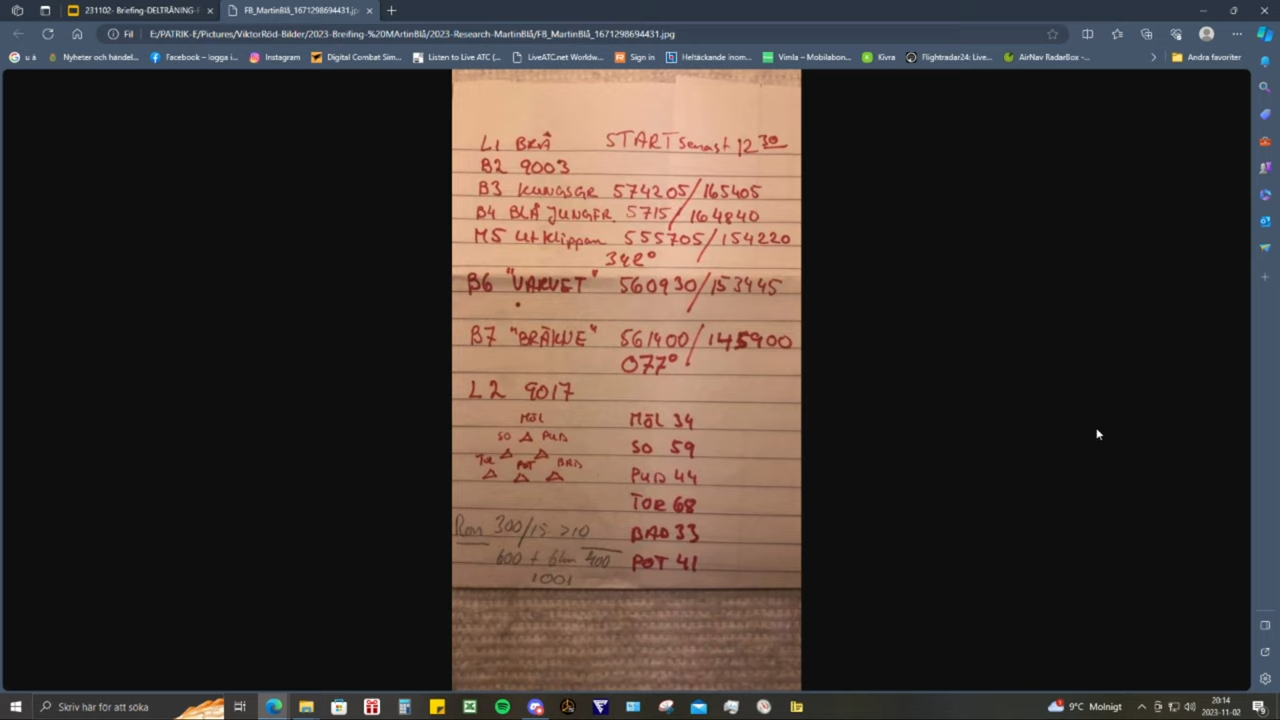 231102- Briefing-DELTRÄNING-F
FB_MartinBlå_1671298694431.jp
Fil
E:/PATRIK-E/Pictures/ViktorRöd-Bilder/2023-Breifing-%20MArtinBlå/2023-Research-MartinBlå/FB_MartinBlå_1671298694431.jpg
u å
Nyheter och händel...
Facebook – logga i...
Instagram
Digital Combat Sim...
Listen to Live ATC (...
LiveATC.net Worldw...
Sign in
Heltäckande inom...
Vimla – Mobilabon...
Kivra
Flightradar24: Live...
AirNav RadarBox -...
Andra favoriter
L1 BRÅ START senast 12 30
B2 9003
B3 KUNGSGR 574205/165405
B4 BLÅ JUNGFR. 5715/164840
M5 Utklippan 555705/154220
342°
B6 "VARVET" 560930/153445
B7 "BRÄKNE" 561400/145900
077°
L2 9017
MÖL MÖL 34
SO PUD SO 59
TOR POT BAD PUD 44
TOR 68
Ron 300/15 >10 BAD 33
600 + 6km 400 POT 41
1001
Skriv här för att söka
9°C Molnigt
20:14
2023-11-02